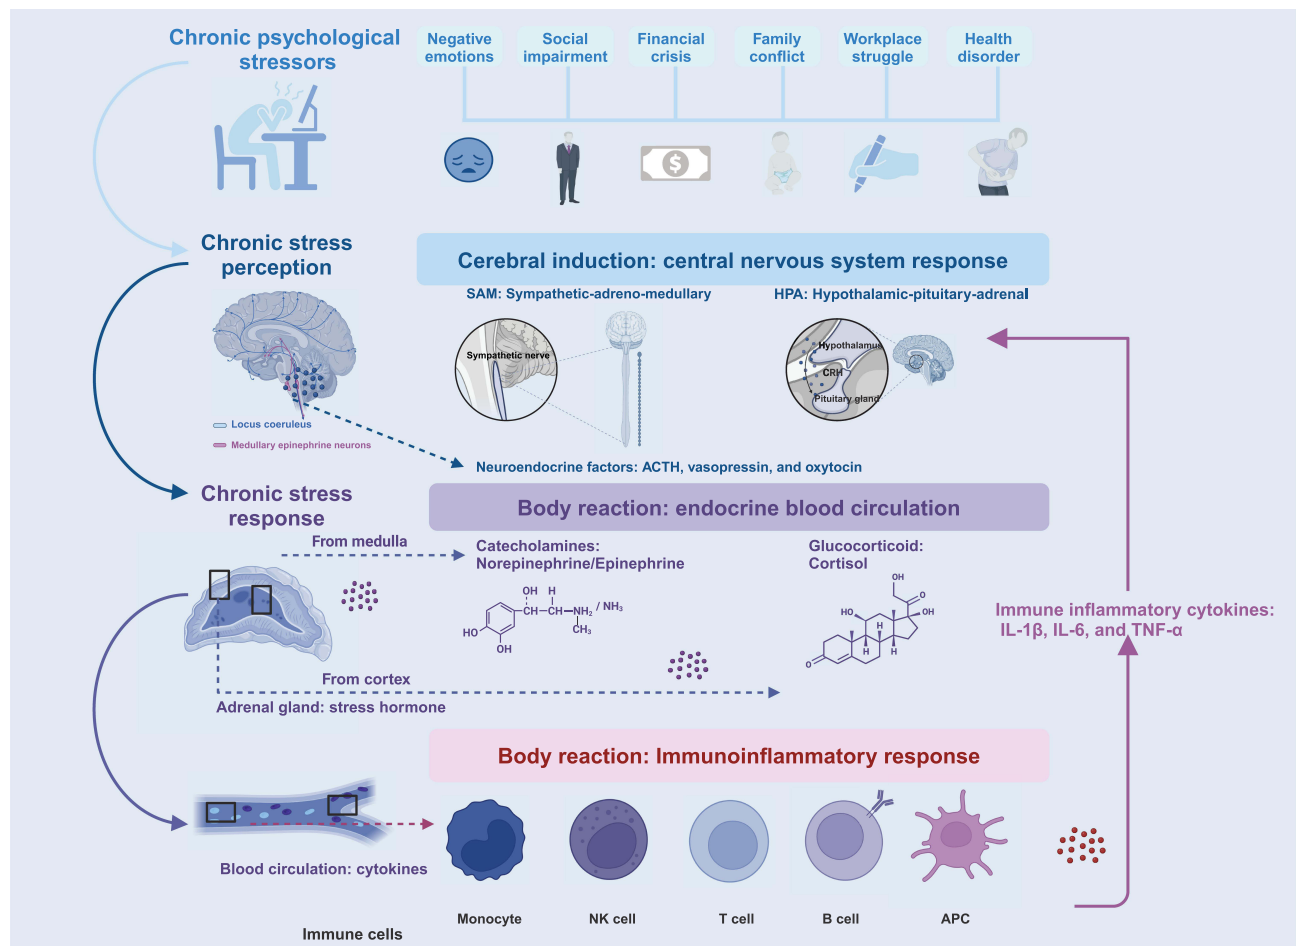 Chronic psychological
stressors
Negative
emotions
Social
impairment
Financial
crisis
Family
conflict
Workplace
struggle
Health
disorder
$
Chronic stress
perception
Cerebral induction: central nervous system response
SAM: Sympathetic-adreno-medullary
HPA: Hypothalamic-pituitary-adrenal
Sympathetic nerve
Hypothalamus
CRH
Pituitary gland
Locus coeruleus
Medullary epinephrine neurons
Neuroendocrine factors: ACTH, vasopressin, and oxytocin
Chronic stress
response
Body reaction: endocrine blood circulation
From medulla
Catecholamines:
Norepinephrine/Epinephrine
Glucocorticoid:
Cortisol
OH
H
C
C
NH₂ / NH₃
H
CH₃
OH
OH
OH
O
HO
OH
H
H
H
O
Immune inflammatory cytokines:
IL-1β, IL-6, and TNF-α
From cortex
Adrenal gland: stress hormone
Body reaction: Immunoinflammatory response
Blood circulation: cytokines
Monocyte
NK cell
T cell
B cell
APC
Immune cells